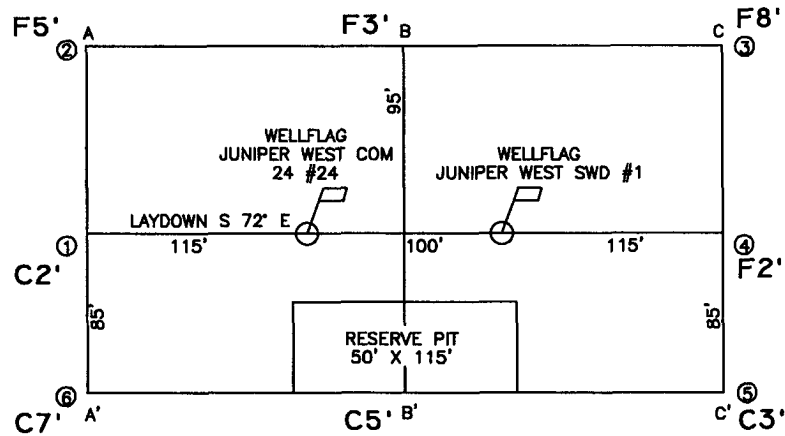 F5'
A
F3'
B
C
F8'
②
③
95'
WELLFLAG
JUNIPER WEST COM
24 #24
WELLFLAG
JUNIPER WEST SWD #1
LAYDOWN S 72° E
①
115'
100'
115'
④
C2'
F2'
85'
85'
RESERVE PIT
50' X 115'
⑥
⑤
C7'
A'
C5'
B'
C'
C3'